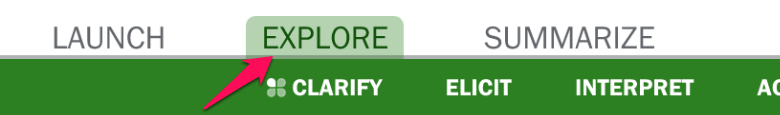 LAUNCH EXPLORE SUMMARIZE
CLARIFY ELICIT INTERPRET